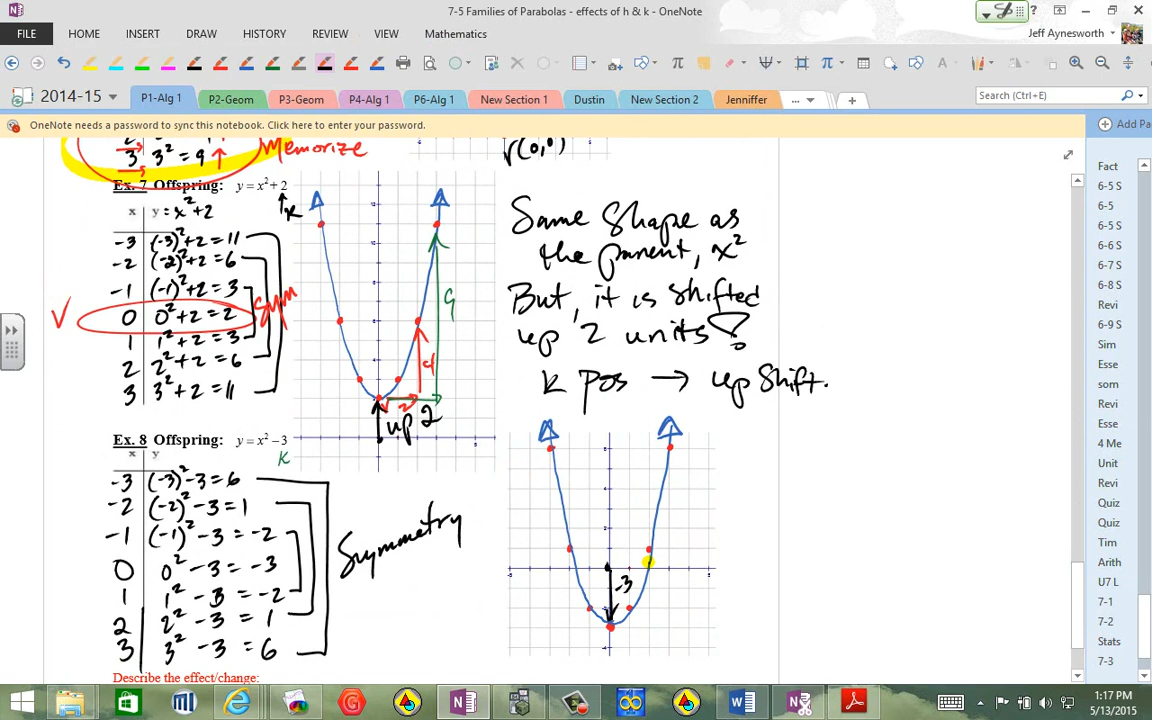 7-5 Families of Parabolas - effects of h & k - OneNote
?
FILE HOME INSERT DRAW HISTORY REVIEW VIEW Mathematics
Jeff Aynesworth
2014-15 P1-Alg 1 P2-Geom P3-Geom P4-Alg 1 P6-Alg 1 New Section 1 Dustin New Section 2 Jenniffer ... +
Search (Ctrl+E)
OneNote needs a password to sync this notebook. Click here to enter your password.
Add Pa
3 3² = 9 Memorize
V(0,0)
Ex. 7 Offspring: y = x² + 2
K
x y = x² + 2
-3 (-3)² + 2 = 11
-2 (-2)² + 2 = 6
-1 (-1)² + 2 = 3
V 0 0² + 2 = 2
1 1² + 2 = 3
2 2² + 2 = 6
3 3² + 2 = 11
Sym
9
4
V 2
up 2
Same shape as
the parent, x²
But, it is shifted
up 2 units
K pos → up shift.
Ex. 8 Offspring: y = x² − 3
K
x y
-3 (-3)² - 3 = 6
-2 (-2)² - 3 = 1
-1 (-1)² - 3 = -2
0 0² - 3 = -3
1 1² - 3 = -2
2 2² - 3 = 1
3 3² - 3 = 6
Symmetry
-3
Describe the effect/change:
Fact
6-5 S
6-5
6-6 S
6-7 S
6-8 S
Revi
6-9 S
Sim
Esse
som
Revi
Revi
4 Me
Unit
Revi
Quiz
Quiz
Tim
Arith
U7 L
7-1
7-2
Stats
7-3
1:17 PM
5/13/2015